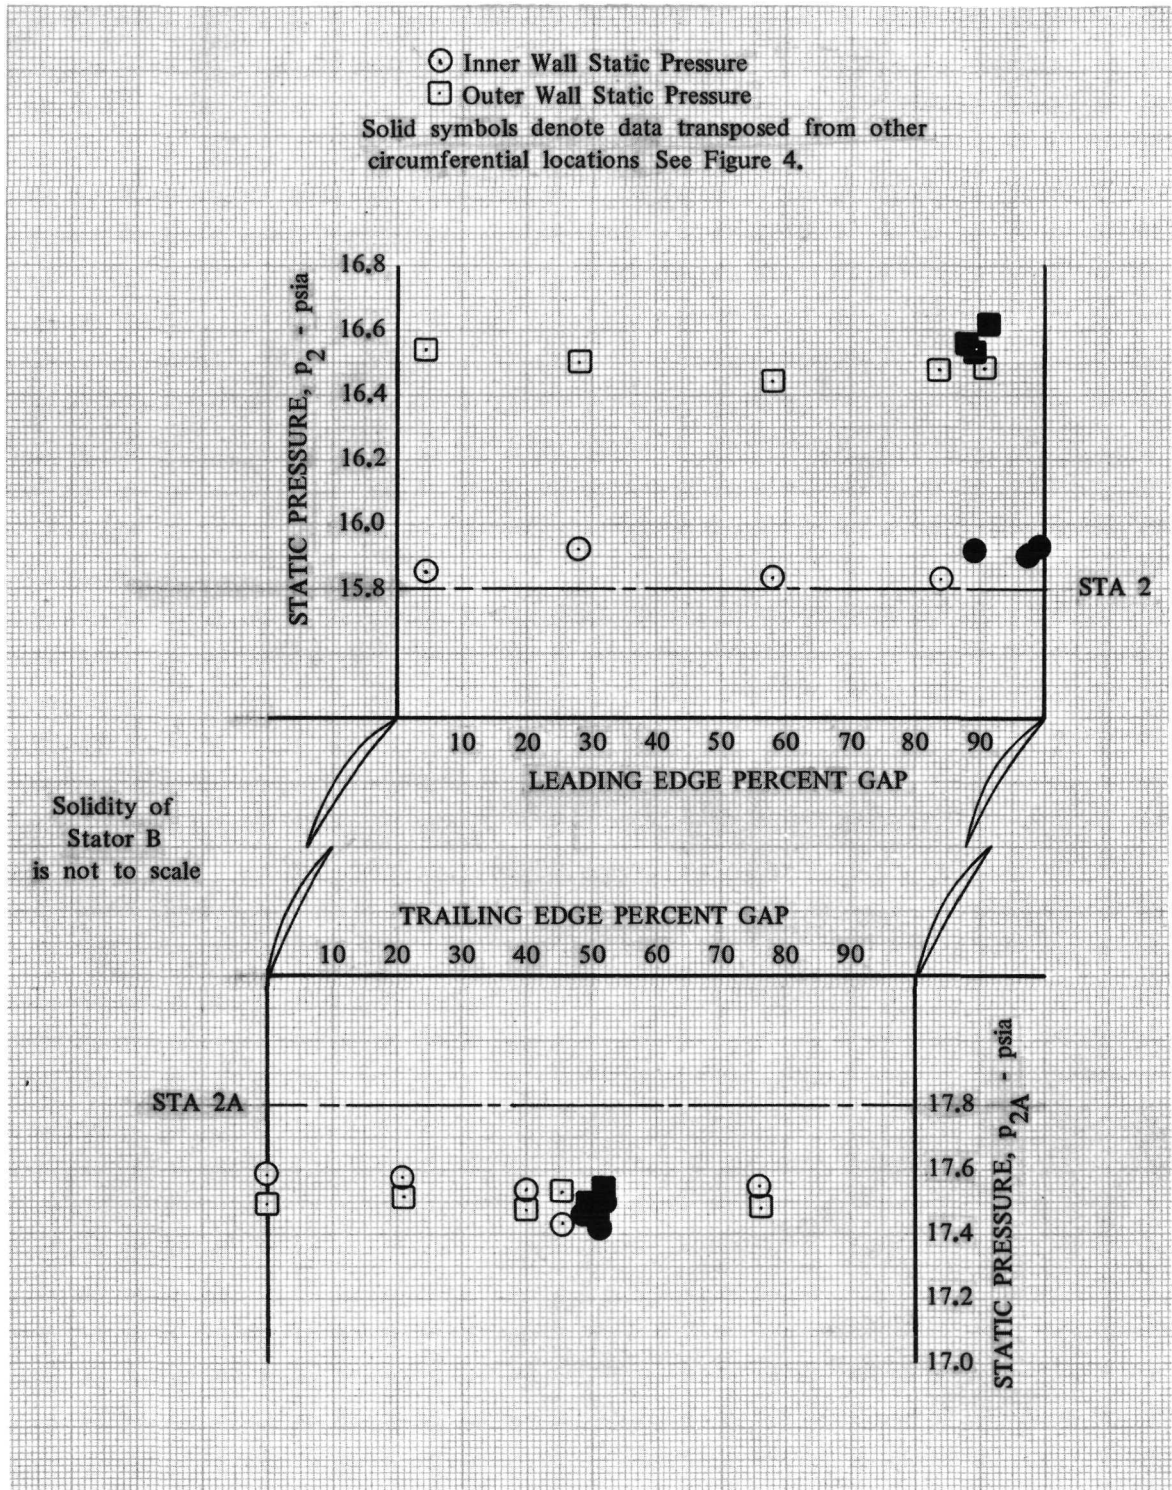 Inner Wall Static Pressure
Outer Wall Static Pressure
Solid symbols denote data transposed from other
circumferential locations See Figure 4.
STATIC PRESSURE, p2 - psia
16.8
16.6
16.4
16.2
16.0
15.8
STA 2
10 20 30 40 50 60 70 80 90
LEADING EDGE PERCENT GAP
Solidity of
Stator B
is not to scale
TRAILING EDGE PERCENT GAP
10 20 30 40 50 60 70 80 90
STA 2A
17.8
17.6
17.4
17.2
17.0
STATIC PRESSURE, p2A - psia